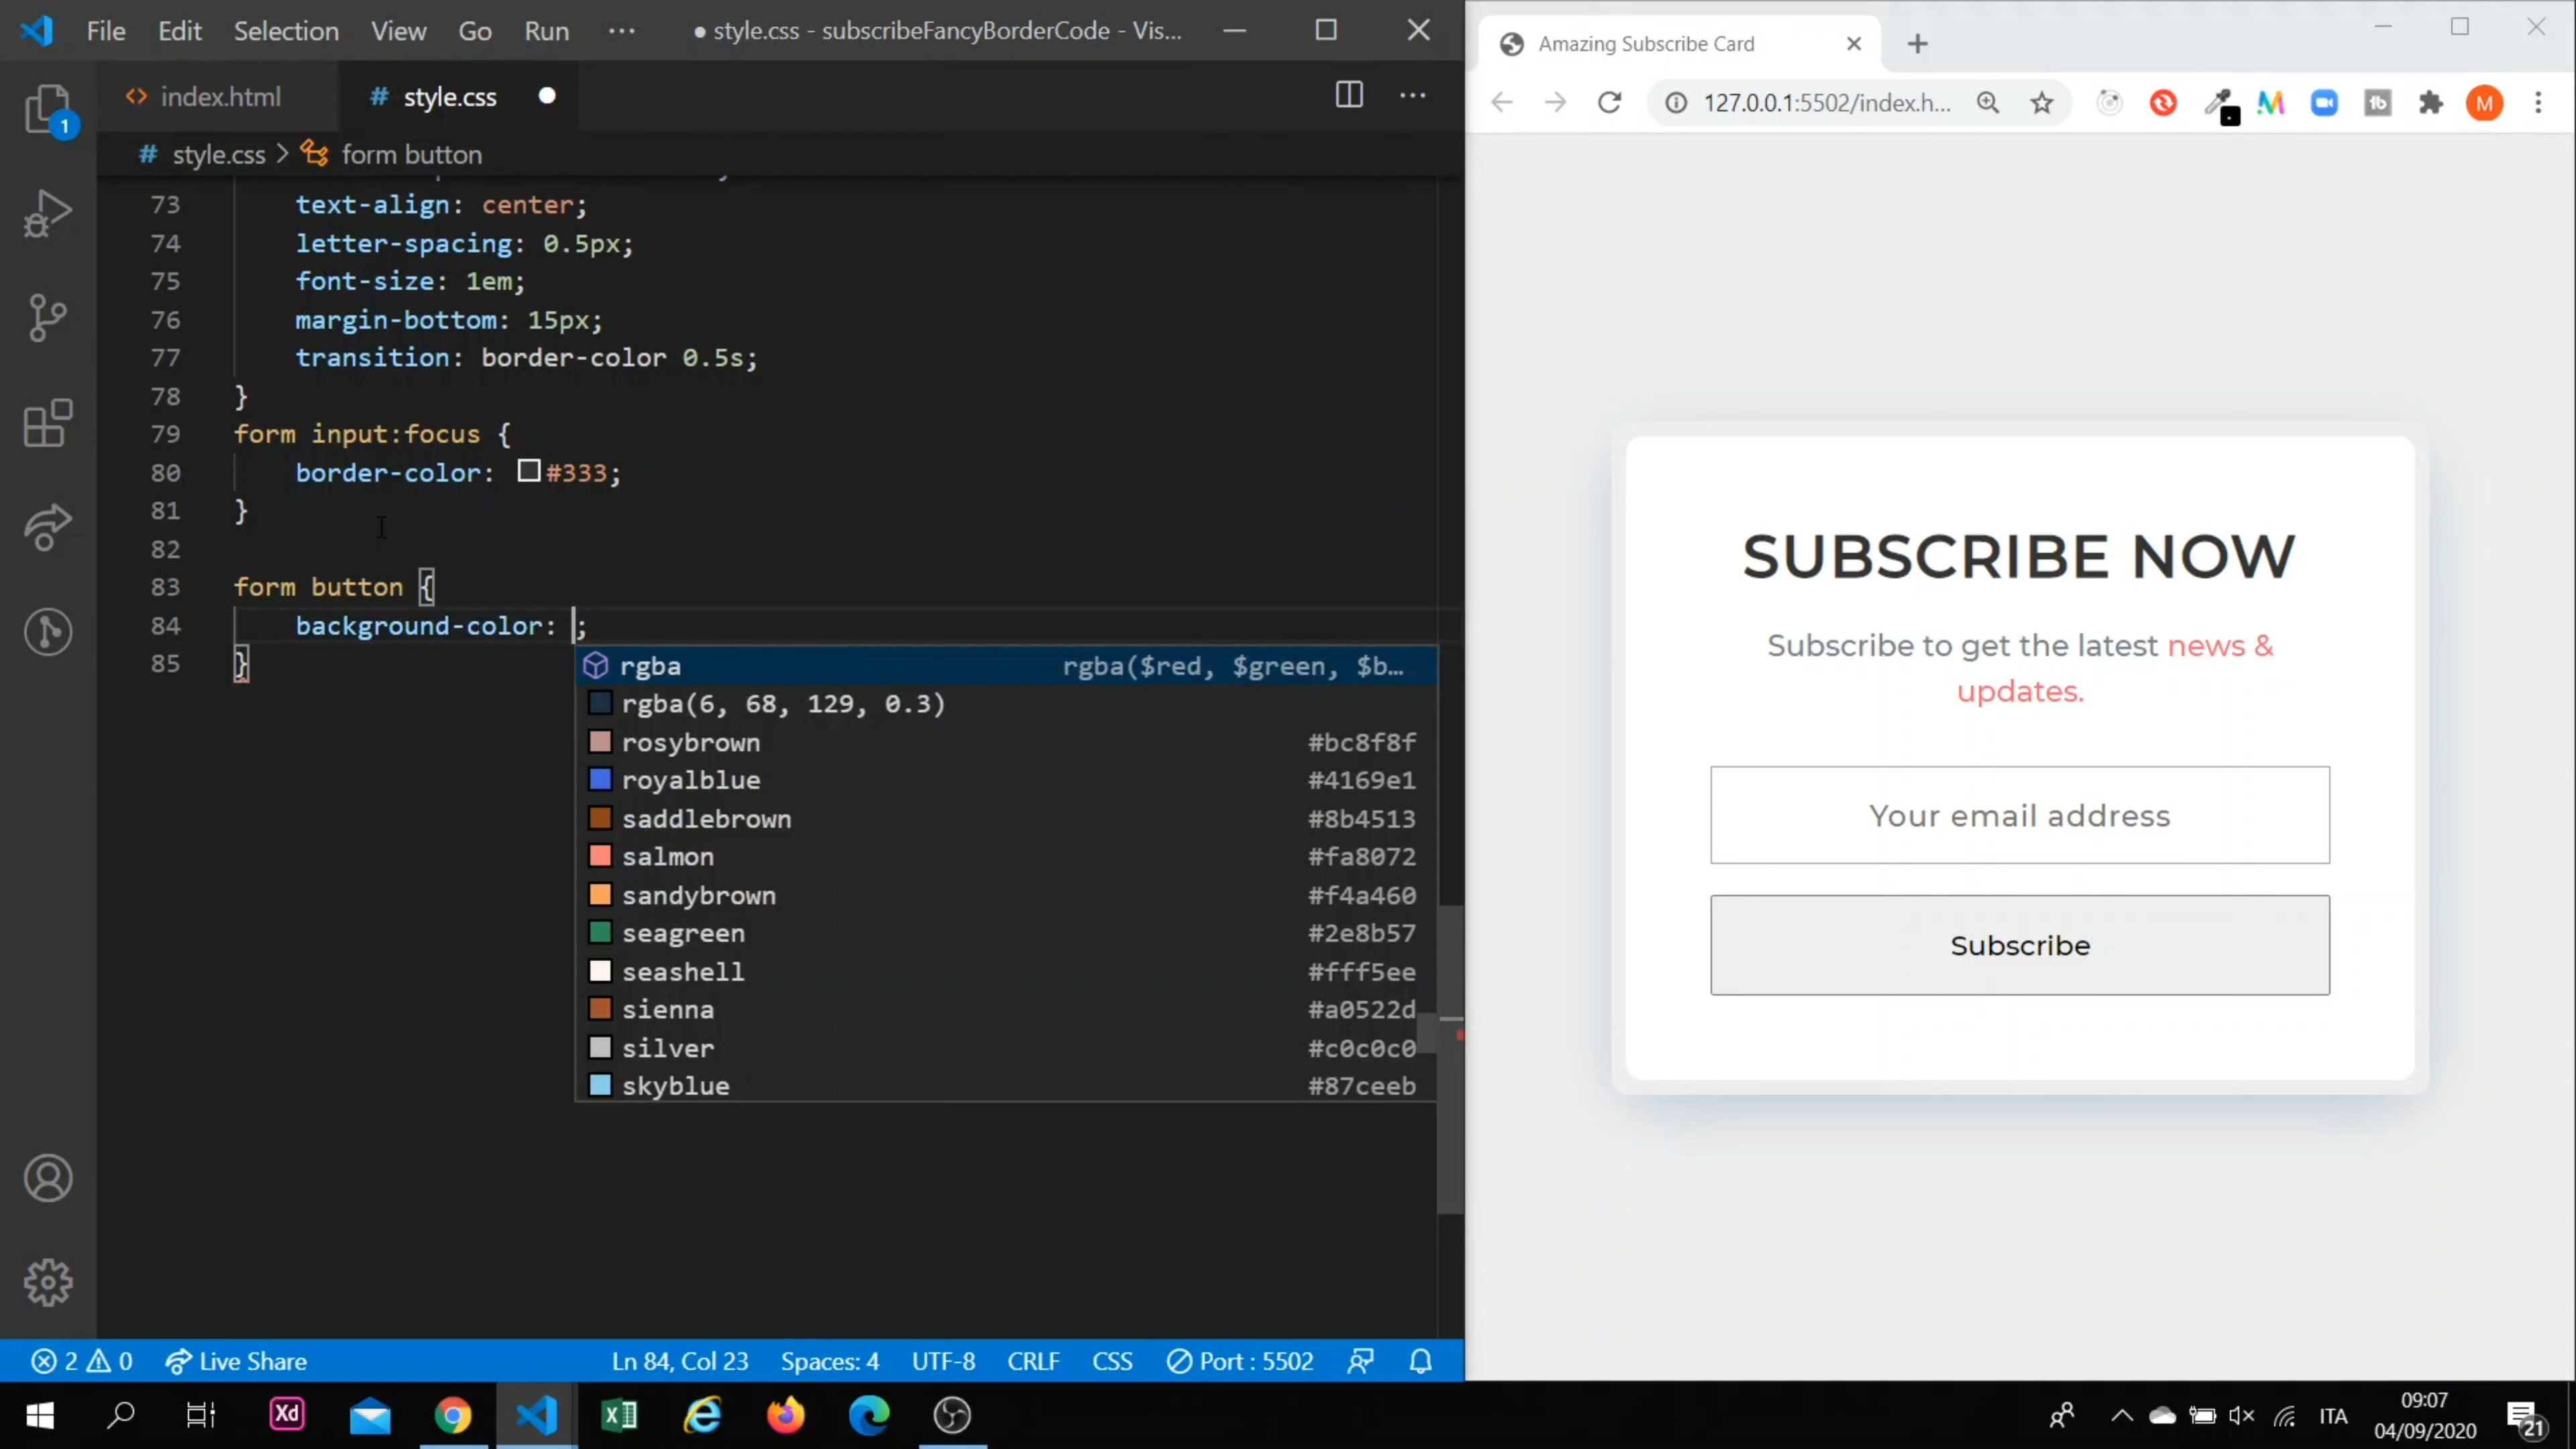 File Edit Selection View Go Run ··· ● style.css - subscribeFancyBorderCode - Vis...
index.html # style.css
1
# style.css > form button
73 text-align: center;
74 letter-spacing: 0.5px;
75 font-size: 1em;
76 margin-bottom: 15px;
77 transition: border-color 0.5s;
78 }
79 form input:focus {
80 border-color: #333;
81 }
82
83 form button {
84 background-color: ;
85 }
rgba rgba($red, $green, $b...
rgba(6, 68, 129, 0.3)
rosybrown #bc8f8f
royalblue #4169e1
saddlebrown #8b4513
salmon #fa8072
sandybrown #f4a460
seagreen #2e8b57
seashell #fff5ee
sienna #a0522d
silver #c0c0c0
skyblue #87ceeb
2 0 Live Share Ln 84, Col 23 Spaces: 4 UTF-8 CRLF CSS Port : 5502
Amazing Subscribe Card
127.0.0.1:5502/index.h...
M
SUBSCRIBE NOW
Subscribe to get the latest news &
updates.
Your email address
Subscribe
Xd
ITA
09:07
04/09/2020
21